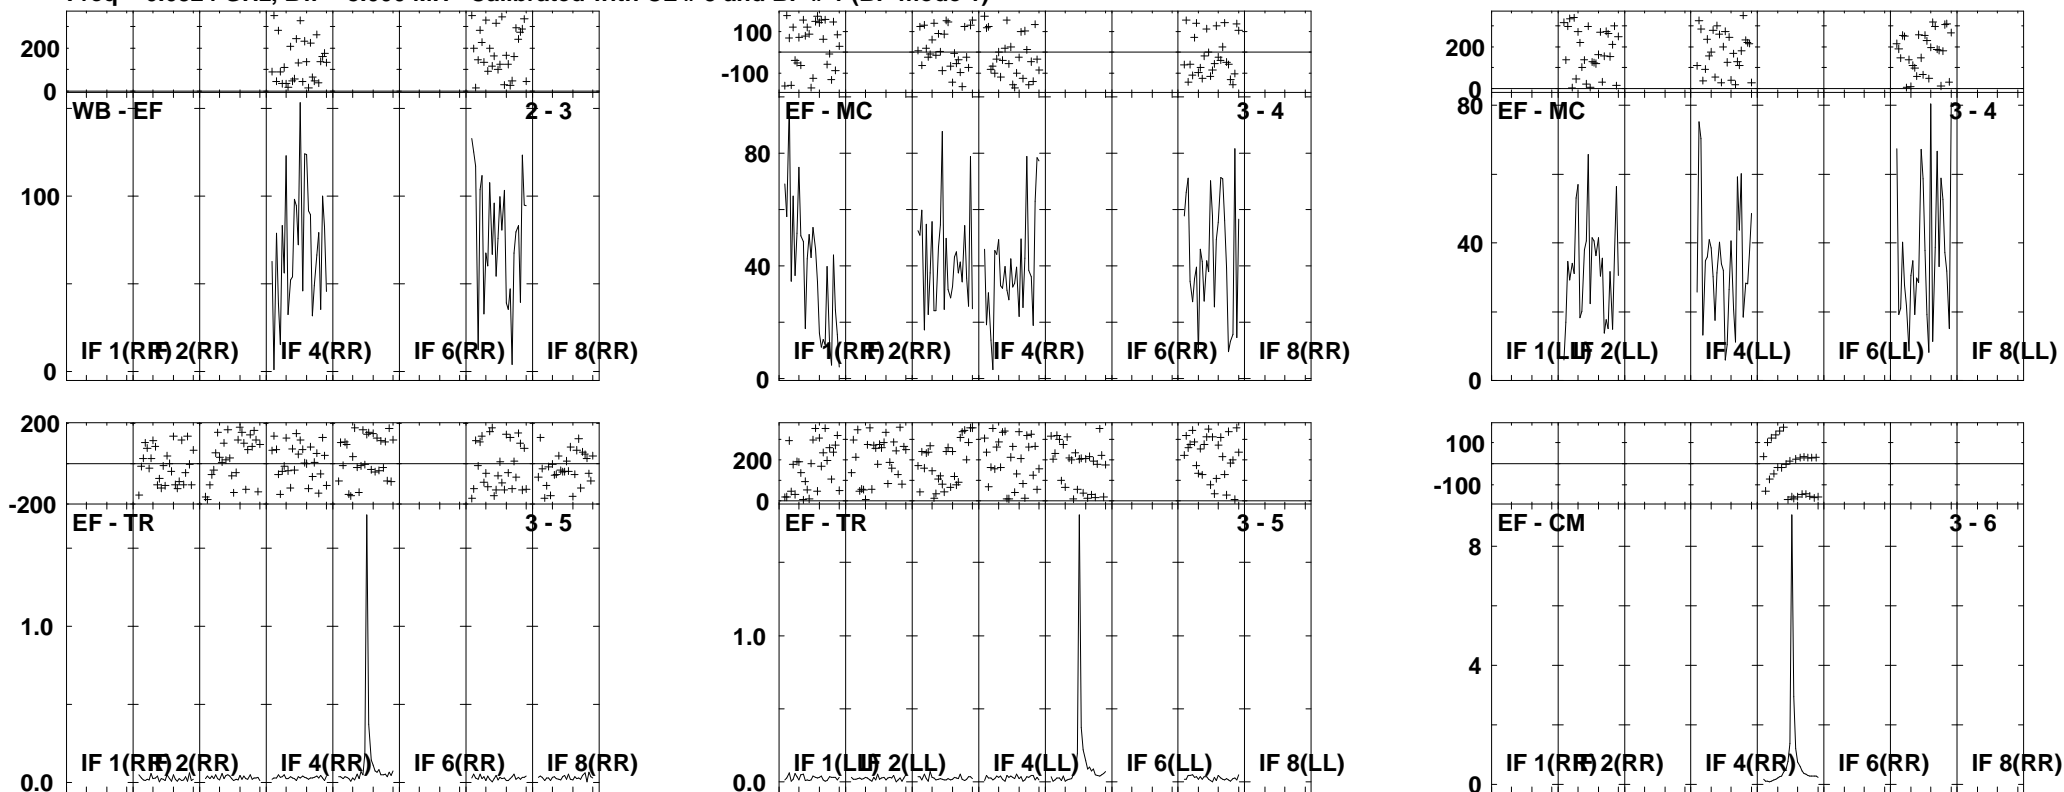 200
0
100
-100
200
0
WB - EF
2 - 3
EF - MC
3 - 4
EF - MC
3 - 4
100
0
80
40
0
80
40
0
IF 1(RR)
IF 2(RR)
IF 4(RR)
IF 6(RR)
IF 8(RR)
IF 1(RR)
IF 2(RR)
IF 4(RR)
IF 6(RR)
IF 8(RR)
IF 1(LL)
IF 2(LL)
IF 4(LL)
IF 6(LL)
IF 8(LL)
200
-200
200
0
100
-100
EF - TR
3 - 5
EF - TR
3 - 5
EF - CM
3 - 6
1.0
0.0
1.0
0.0
8
4
0
IF 1(RR)
IF 2(RR)
IF 4(RR)
IF 6(RR)
IF 8(RR)
IF 1(LL)
IF 2(LL)
IF 4(LL)
IF 6(LL)
IF 8(LL)
IF 1(RR)
IF 2(RR)
IF 4(RR)
IF 6(RR)
IF 8(RR)